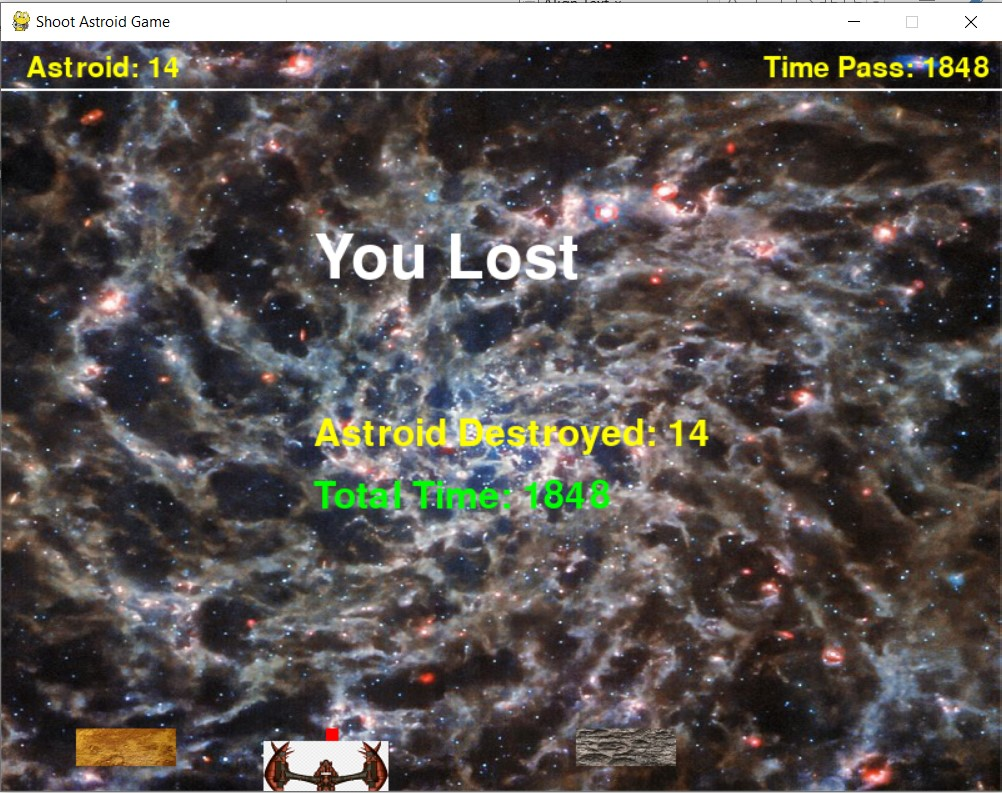 Shoot Astroid Game
Astroid: 14
Time Pass: 1848
You Lost
Astroid Destroyed: 14
Total Time: 1848